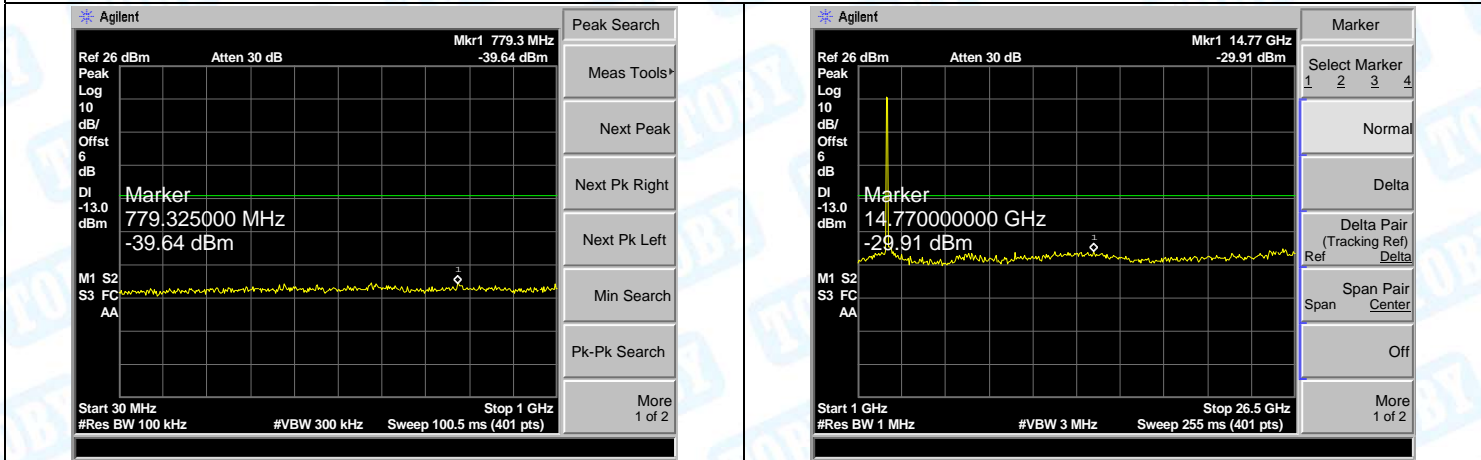 Agilent
Peak Search
Mkr1 779.3 MHz
Ref 26 dBm Atten 30 dB -39.64 dBm
Peak
Log
10
dB/
Offst
6
dB
DI
-13.0
dBm
Marker
779.325000 MHz
-39.64 dBm
1
M1 S2
S3 FC
AA
Start 30 MHz Stop 1 GHz
#Res BW 100 kHz #VBW 300 kHz Sweep 100.5 ms (401 pts)
Meas Tools
Next Peak
Next Pk Right
Next Pk Left
Min Search
Pk-Pk Search
More
1 of 2
Agilent
Marker
Mkr1 14.77 GHz
Ref 26 dBm Atten 30 dB -29.91 dBm
Peak
Log
10
dB/
Offst
6
dB
DI
-13.0
dBm
Marker
14.770000000 GHz
-29.91 dBm
1
M1 S2
S3 FC
AA
Start 1 GHz Stop 26.5 GHz
#Res BW 1 MHz #VBW 3 MHz Sweep 255 ms (401 pts)
Select Marker
1 2 3 4
Normal
Delta
Delta Pair
(Tracking Ref)
Ref Delta
Span Pair
Span Center
Off
More
1 of 2
TOBY